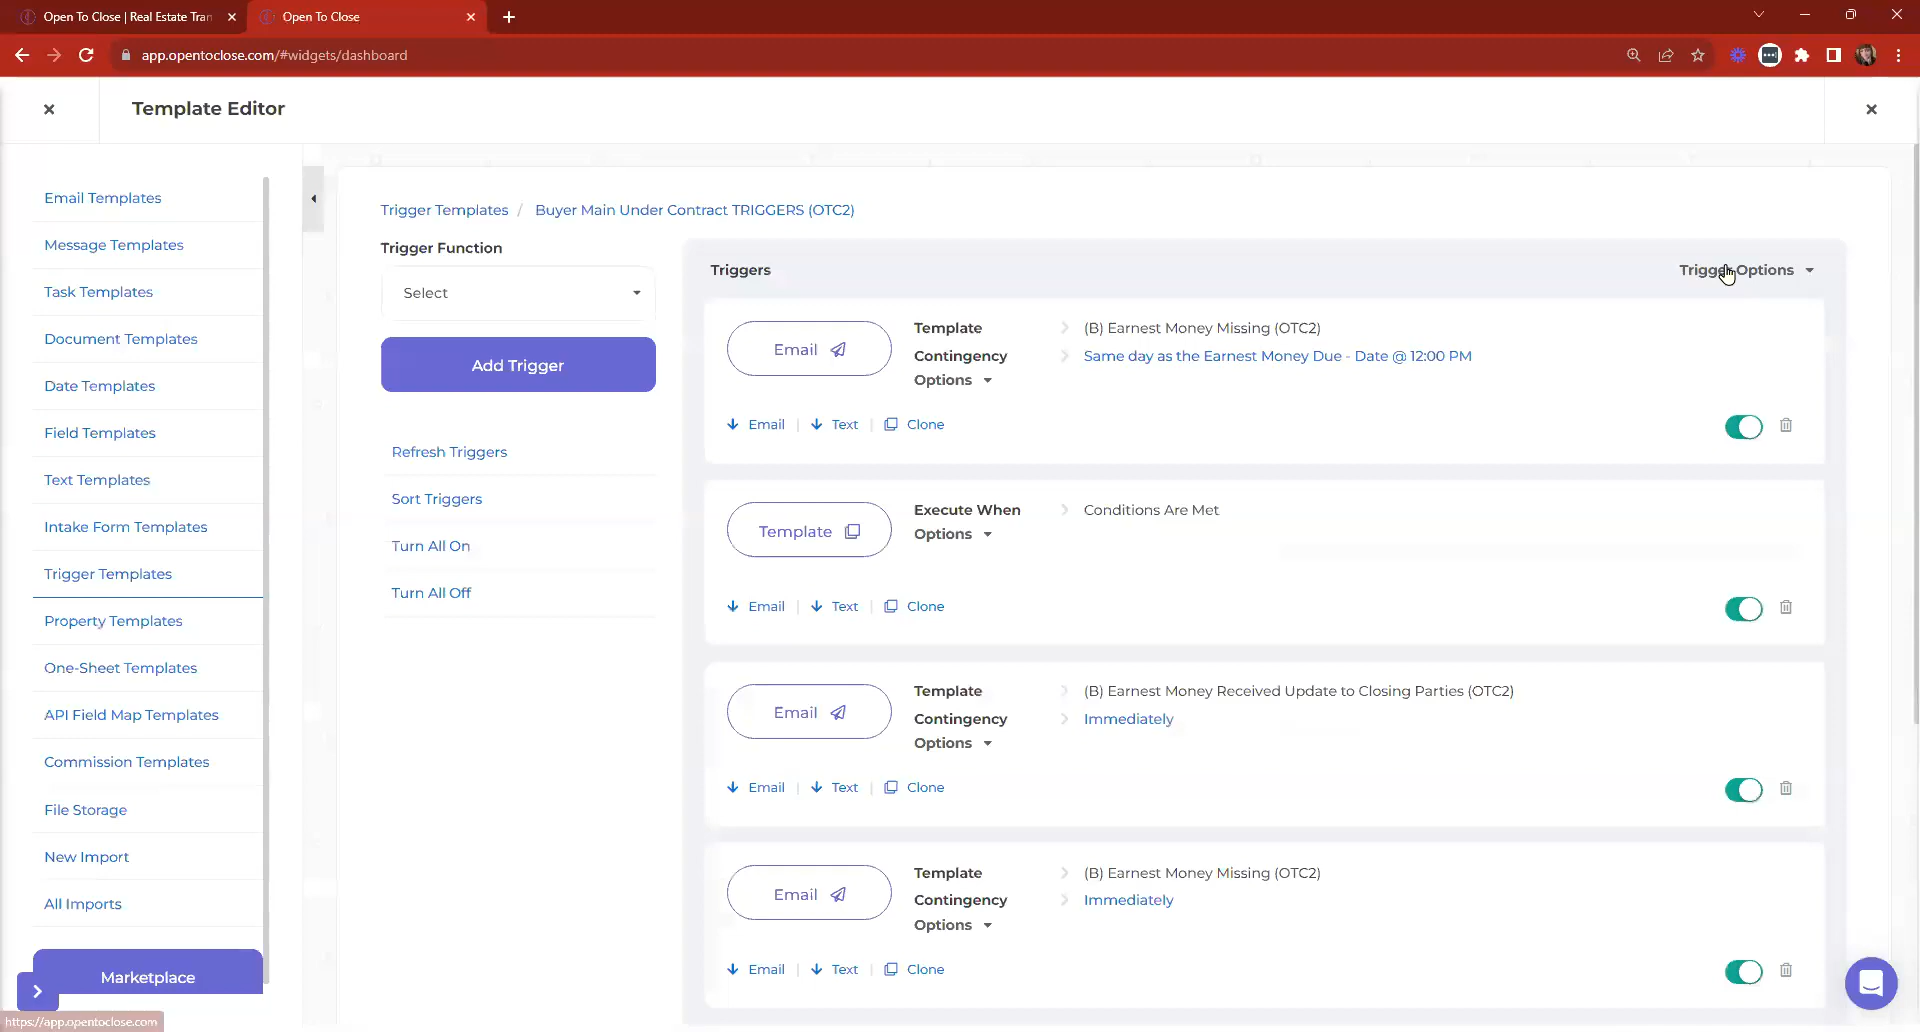 Open To Close | Real Estate Tran
Open To Close
app.opentoclose.com/#widgets/dashboard
Template Editor
Email Templates
Message Templates
Task Templates
Document Templates
Date Templates
Field Templates
Text Templates
Intake Form Templates
Trigger Templates
Property Templates
One-Sheet Templates
API Field Map Templates
Commission Templates
File Storage
New Import
All Imports
Marketplace
https://app.opentoclose.com
Trigger Templates / Buyer Main Under Contract TRIGGERS (OTC2)
Trigger Function
Select
Add Trigger
Refresh Triggers
Sort Triggers
Turn All On
Turn All Off
Triggers
Trigger Options
Email
Template (B) Earnest Money Missing (OTC2)
Contingency Same day as the Earnest Money Due - Date @ 12:00 PM
Options
Email | Text | Clone
Template
Execute When Conditions Are Met
Options
Email | Text | Clone
Email
Template (B) Earnest Money Received Update to Closing Parties (OTC2)
Contingency Immediately
Options
Email | Text | Clone
Email
Template (B) Earnest Money Missing (OTC2)
Contingency Immediately
Options
Email | Text | Clone